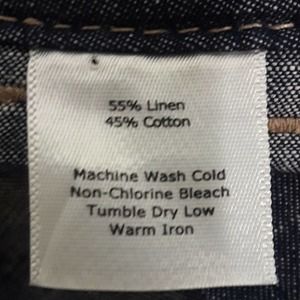 55% Linen
45% Cotton
Machine Wash Cold
Non-Chlorine Bleach
Tumble Dry Low
Warm Iron